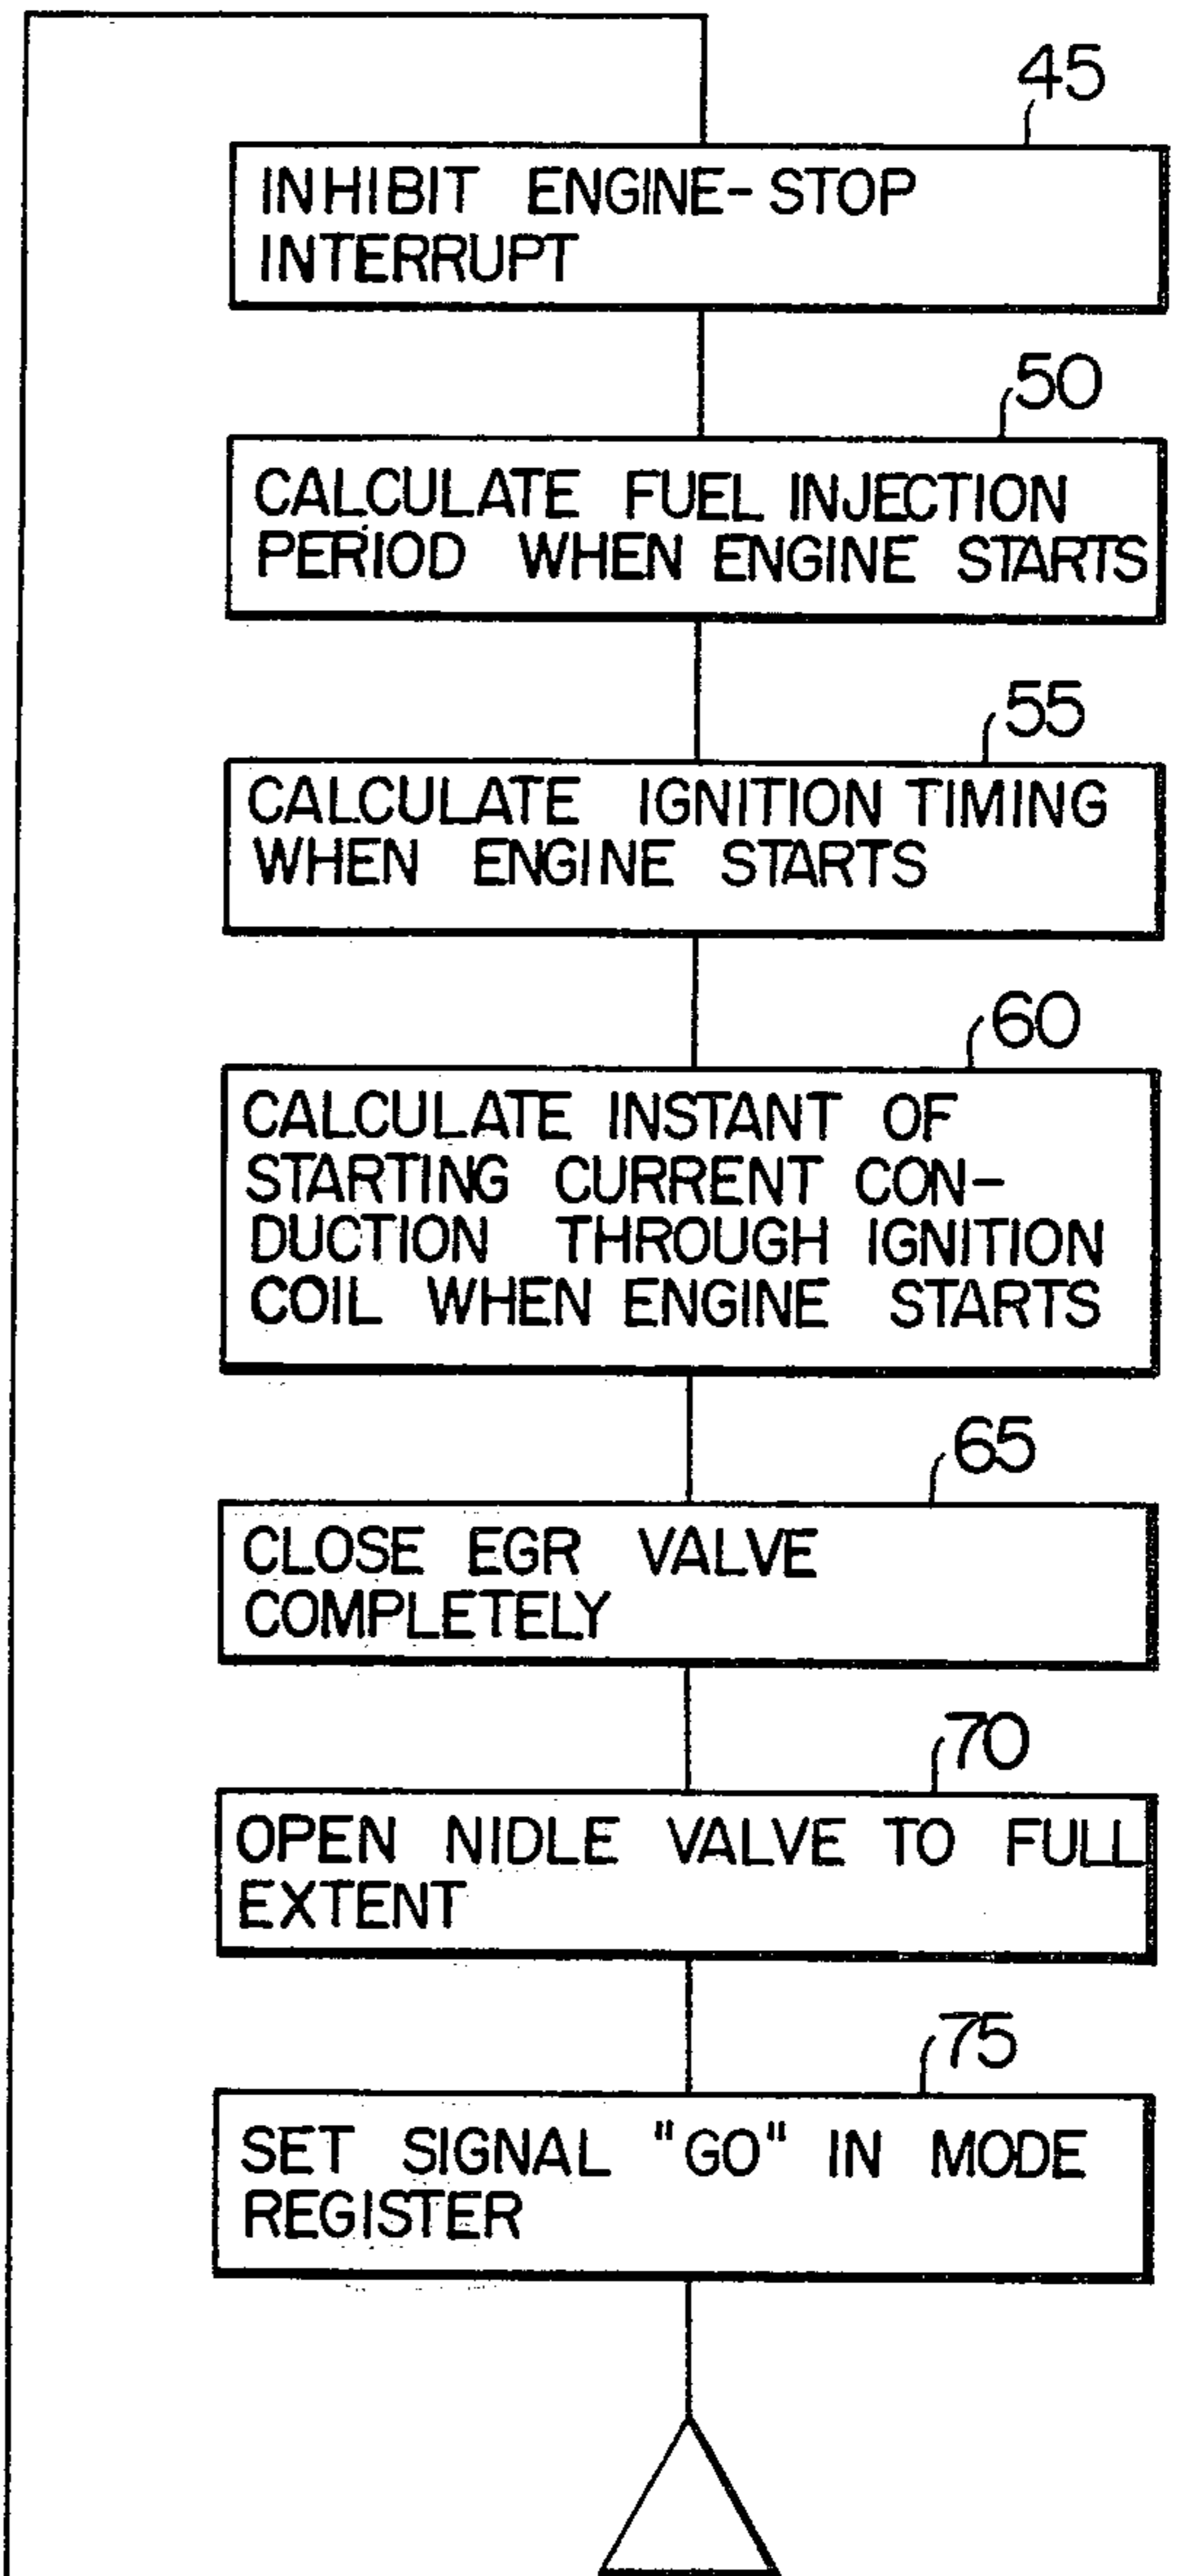 45
INHIBIT ENGINE-STOP
INTERRUPT
50
CALCULATE FUEL INJECTION
PERIOD WHEN ENGINE STARTS
55
CALCULATE IGNITION TIMING
WHEN ENGINE STARTS
60
CALCULATE INSTANT OF
STARTING CURRENT CON-
DUCTION THROUGH IGNITION
COIL WHEN ENGINE STARTS
65
CLOSE EGR VALVE
COMPLETELY
70
OPEN NIDLE VALVE TO FULL
EXTENT
75
SET SIGNAL "GO" IN MODE
REGISTER